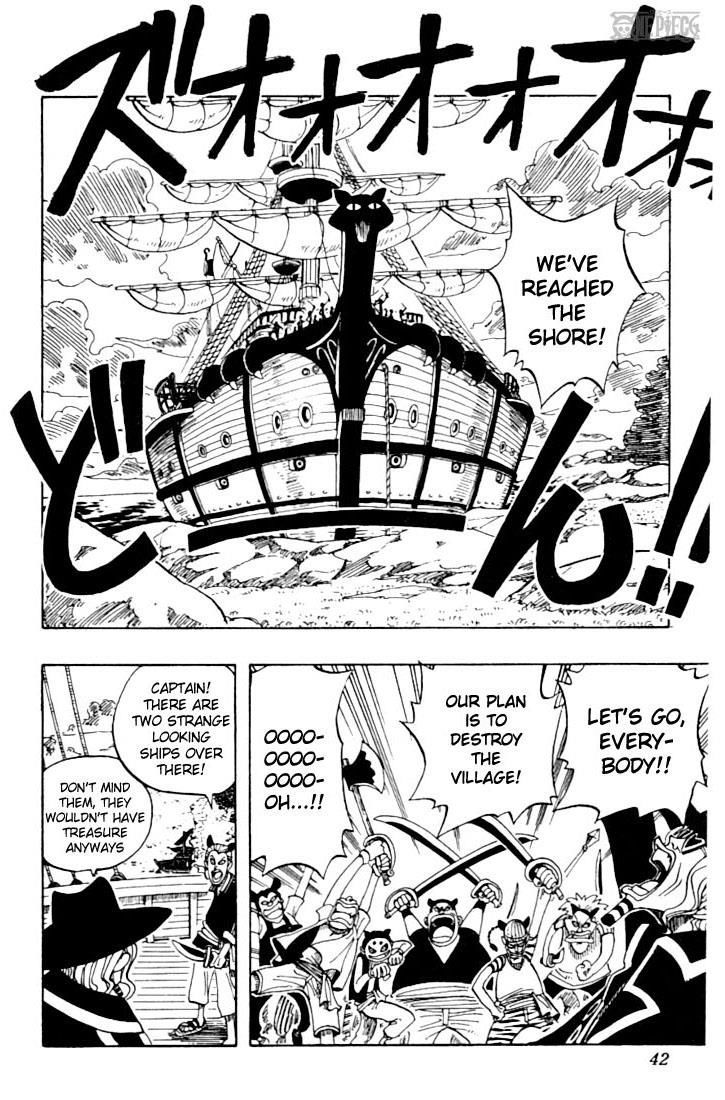 ONE PIECE
ズオオオオオオ
WE'VE
REACHED
THE
SHORE!
どん!!
LET'S GO,
EVERY-
BODY!!
OUR PLAN
IS TO
DESTROY
THE
VILLAGE!
OOOO-
OOOO-
OOOO-
OH...!!
CAPTAIN!
THERE ARE
TWO STRANGE
LOOKING
SHIPS OVER
THERE!
DON'T MIND
THEM, THEY
WOULDN'T HAVE
TREASURE
ANYWAYS
42